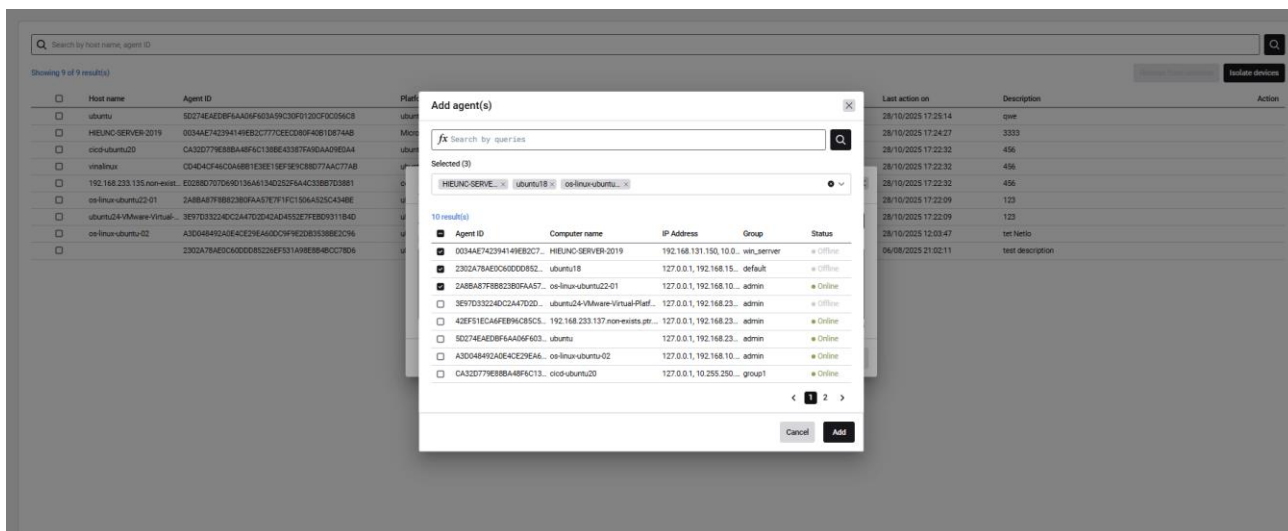 Search by host name, agent ID
Showing 9 of 9 result(s)
Isolate devices
Host name Agent ID Last action on Description Action
ubuntu 28/10/2025 17:25:14 qwe
HIEUNC-SERVER-2019 28/10/2025 17:24:27 3333
cicd-ubuntu20 28/10/2025 17:22:32 456
vinalinux 28/10/2025 17:22:32 456
192.168.233.135.non-exist... 28/10/2025 17:22:32 456
os-linux-ubuntu22-01 28/10/2025 17:22:09 123
ubuntu24-VMware-Virtual-... 28/10/2025 17:22:09 123
os-linux-ubuntu-02 28/10/2025 12:03:47
06/08/2025 21:02:11 test description
Add agent(s)
fx Search by queries
Selected (3)
HIEUNC-SERVE... × ubuntu18 × os-linux-ubuntu... ×
10 result(s)
Agent ID Computer name IP Address Group Status
0034AE742394149EB2C7... HIEUNC-SERVER-2019 192.168.131.150, 10.0... win_serrver Offline
2302A78AE0C60DDD852... ubuntu18 127.0.0.1, 192.168.15... default Offline
2A8BA87F8B823B0FAA57... os-linux-ubuntu22-01 127.0.0.1, 192.168.10... admin Online
3E97D33224DC2A47D2D... ubuntu24-VMware-Virtual-Platf... 127.0.0.1, 192.168.23... admin Offline
42EF51ECA6FEB96C85C5... 192.168.233.137.non-exists.ptr... 127.0.0.1, 192.168.23... admin Online
5D274EAEDBF6AA06F603... ubuntu 127.0.0.1, 192.168.23... admin Online
A3D048492A0E4CE29EA6... os-linux-ubuntu-02 127.0.0.1, 192.168.10... admin Online
CA32D779E88BA48F6C13... cicd-ubuntu20 127.0.0.1, 10.255.250... group1 Online
< 1 2 >
Cancel Add